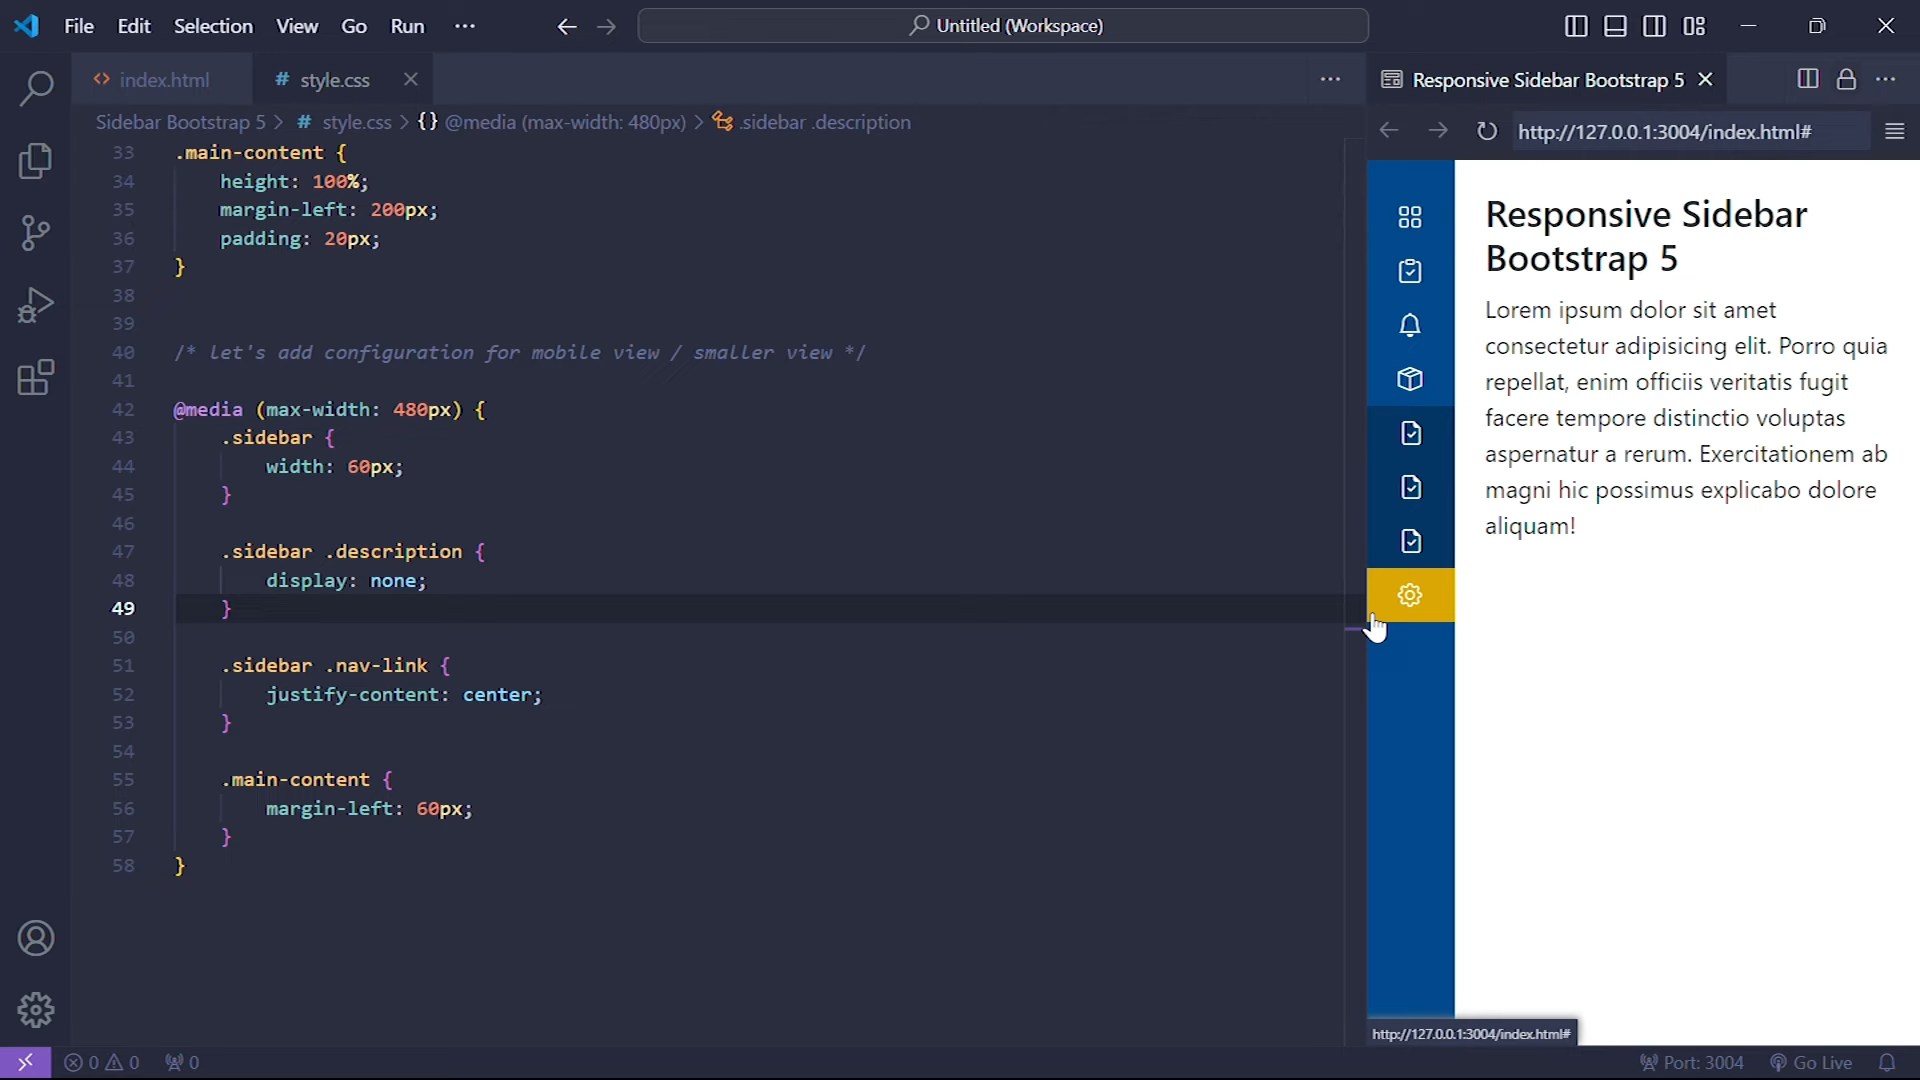 File Edit Selection View Go Run ···
Untitled (Workspace)
index.html
# style.css
Sidebar Bootstrap 5 > # style.css > {} @media (max-width: 480px) > .sidebar .description
33 .main-content {
34 height: 100%;
35 margin-left: 200px;
36 padding: 20px;
37 }
38
39
40 /* let's add configuration for mobile view / smaller view */
41
42 @media (max-width: 480px) {
43 .sidebar {
44 width: 60px;
45 }
46
47 .sidebar .description {
48 display: none;
49 }
50
51 .sidebar .nav-link {
52 justify-content: center;
53 }
54
55 .main-content {
56 margin-left: 60px;
57 }
58 }
Responsive Sidebar Bootstrap 5
http://127.0.0.1:3004/index.html#
Responsive Sidebar
Bootstrap 5
Lorem ipsum dolor sit amet
consectetur adipisicing elit. Porro quia
repellat, enim officiis veritatis fugit
facere tempore distinctio voluptas
aspernatur a rerum. Exercitationem ab
magni hic possimus explicabo dolore
aliquam!
http://127.0.0.1:3004/index.html#
0 0 0
Port: 3004 Go Live